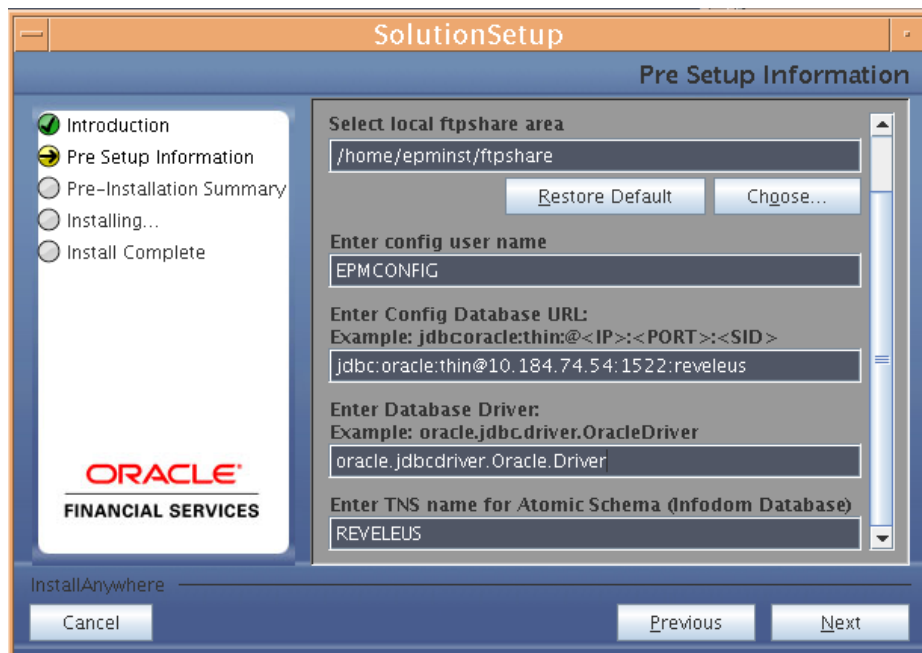 SolutionSetup
Pre Setup Information
Introduction
Pre Setup Information
Pre-Installation Summary
Installing...
Install Complete
ORACLE®
FINANCIAL SERVICES
Select local ftpshare area
/home/epminst/ftpshare
Restore Default
Choose...
Enter config user name
EPMCONFIG
Enter Config Database URL:
Example: jdbc:oracle:thin:@<IP>:<PORT>:<SID>
jdbc:oracle:thin@10.184.74.54:1522:reveleus
Enter Database Driver:
Example: oracle.jdbc.driver.OracleDriver
oracle.jdbcdriver.Oracle.Driver
Enter TNS name for Atomic Schema (Infodom Database)
REVELEUS
InstallAnywhere
Cancel
Previous
Next